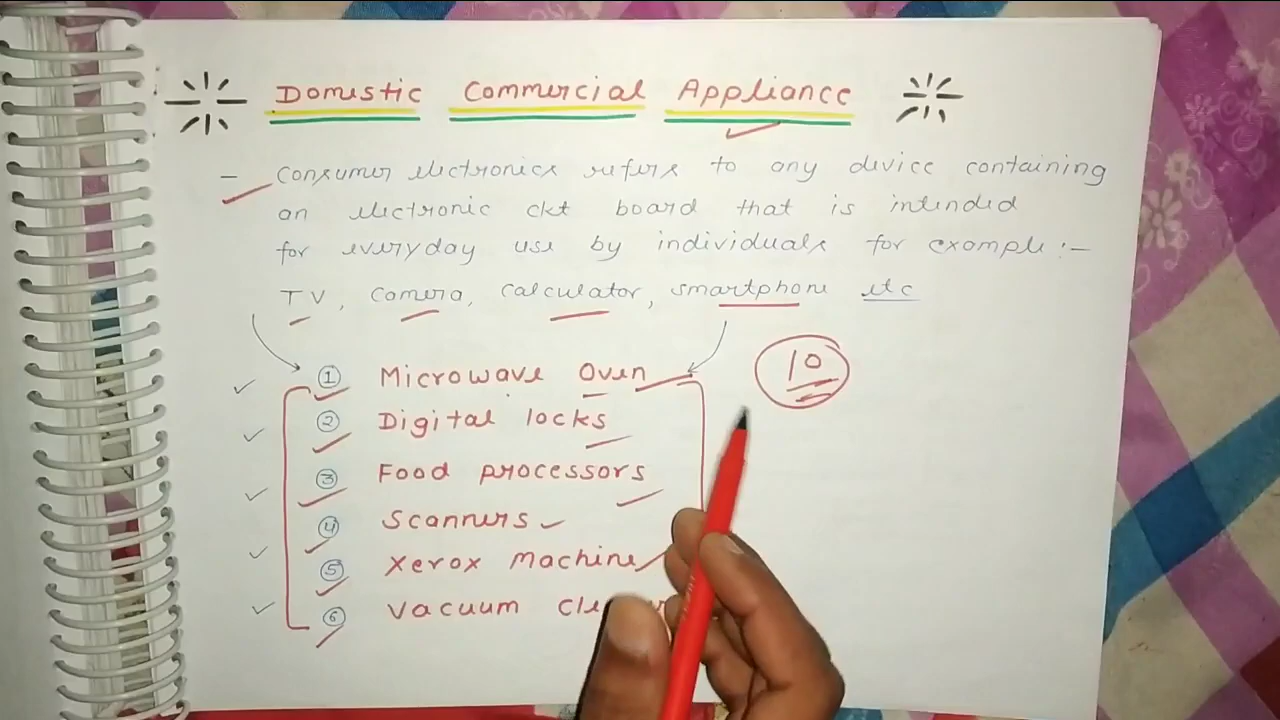 Domestic Commercial Appliance
- Consumer electronics refers to any device containing
an electronic ckt board that is intended
for everyday use by individuals for example :-
TV, Camera, Calculator, smartphone etc
① Microwave Oven
10
② Digital locks
③ Food processors
④ Scanners
⑤ Xerox Machine
⑥ Vacuum